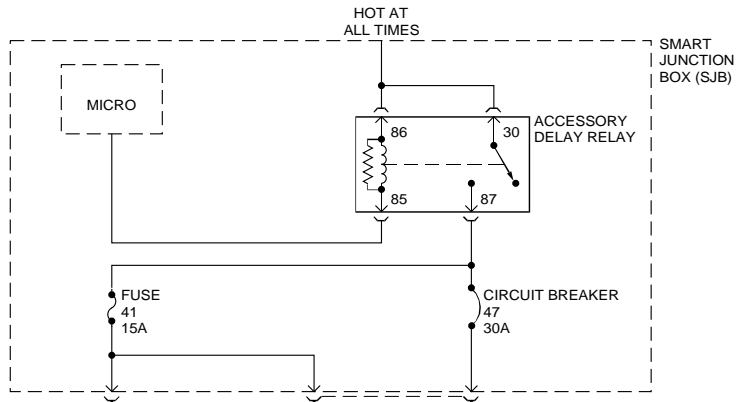 HOT AT
ALL TIMES
SMART
JUNCTION
BOX (SJB)
MICRO
ACCESSORY
DELAY RELAY
86
30
85
87
FUSE
41
15A
CIRCUIT BREAKER
47
30A